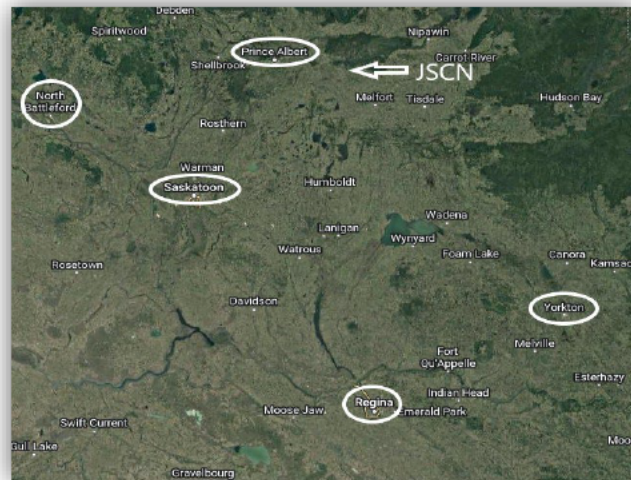 Debden
Spiritwood
Nipawin
Prince Albert
Carrot River
Shellbrook
JSCN
North
Battleford
Melfort
Tisdale
Hudson Bay
Rosthern
Warman
Saskatoon
Humboldt
Wadena
Lanigan
Wynyard
Watrous
Foam Lake
Canora
Kamsac
Rosetown
Davidson
Yorkton
Melville
Fort
Qu'Appelle
Esterhazy
Indian Head
Regina
Moose Jaw
Emerald Park
Swift Current
Gull Lake
Moo
Gravelbourg